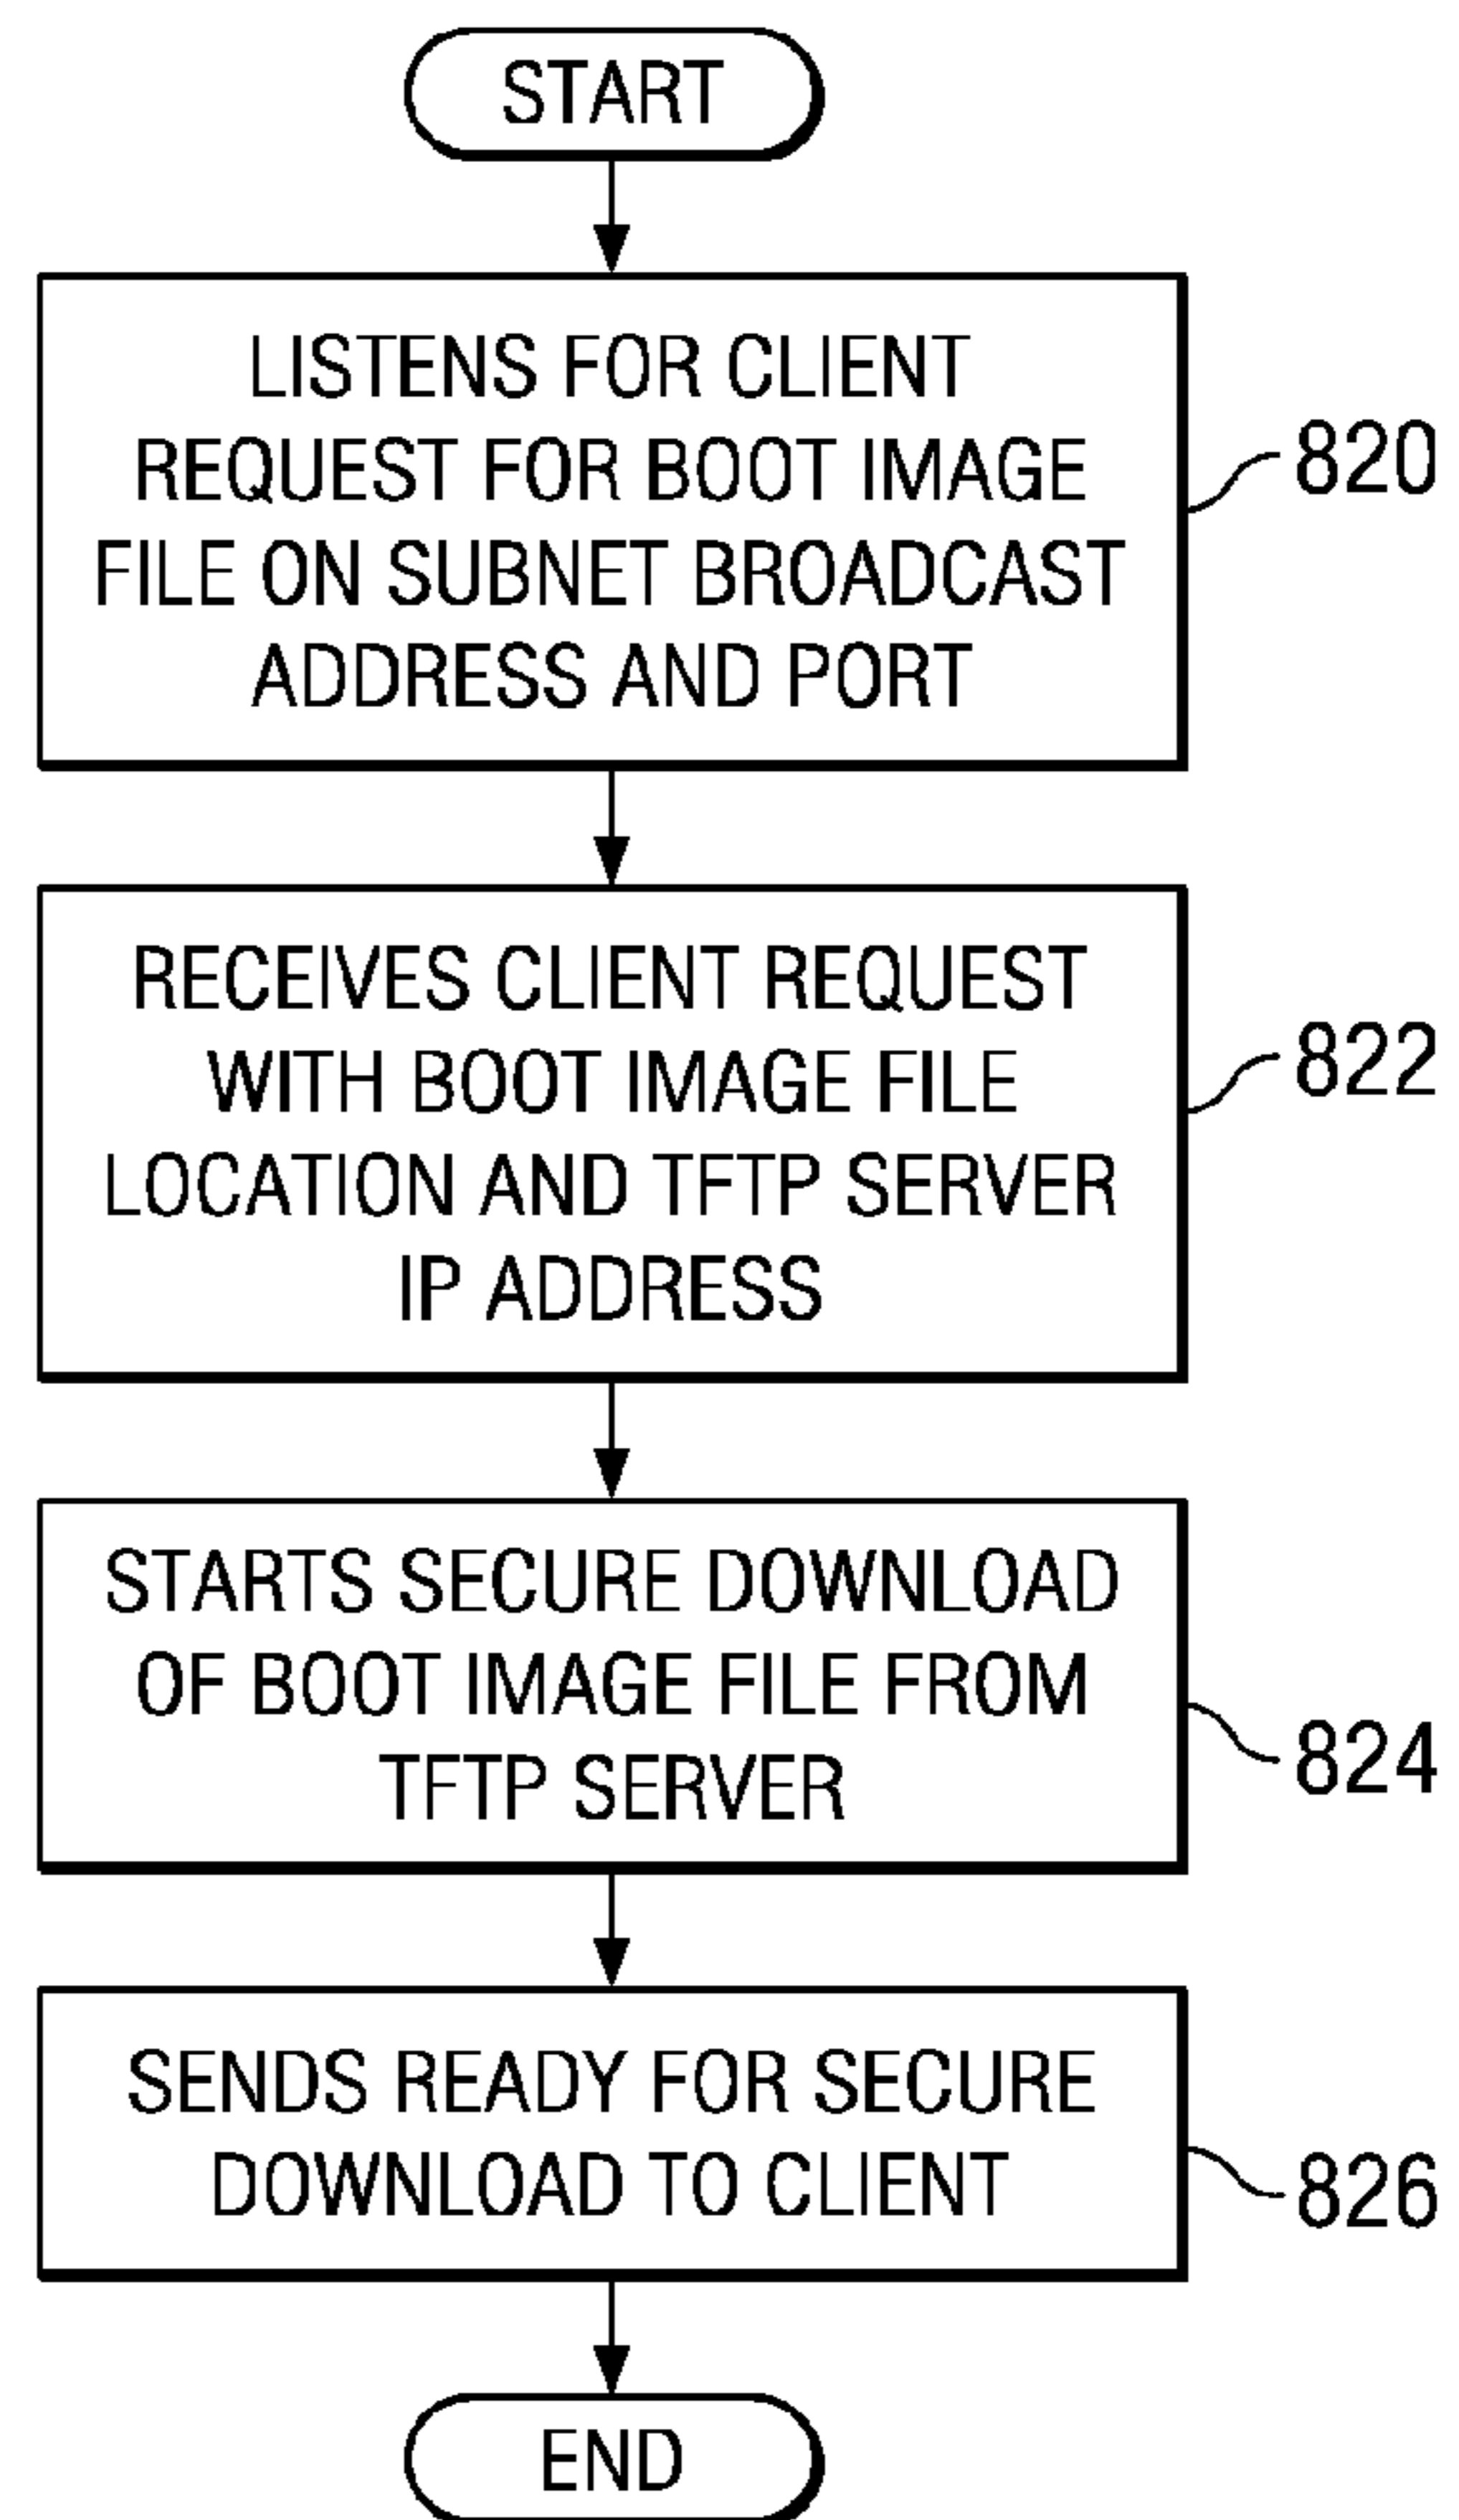 START
LISTENS FOR CLIENT
REQUEST FOR BOOT IMAGE
FILE ON SUBNET BROADCAST
ADDRESS AND PORT
820
RECEIVES CLIENT REQUEST
WITH BOOT IMAGE FILE
LOCATION AND TFTP SERVER
IP ADDRESS
822
STARTS SECURE DOWNLOAD
OF BOOT IMAGE FILE FROM
TFTP SERVER
824
SENDS READY FOR SECURE
DOWNLOAD TO CLIENT
826
END